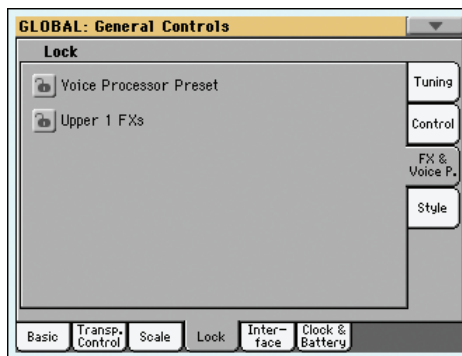 GLOBAL: General Controls
Lock
Voice Processor Preset
Upper 1 FXs
Tuning
Control
FX &
Voice P.
Style
Basic
Transp.
Control
Scale
Lock
Inter-
face
Clock &
Battery